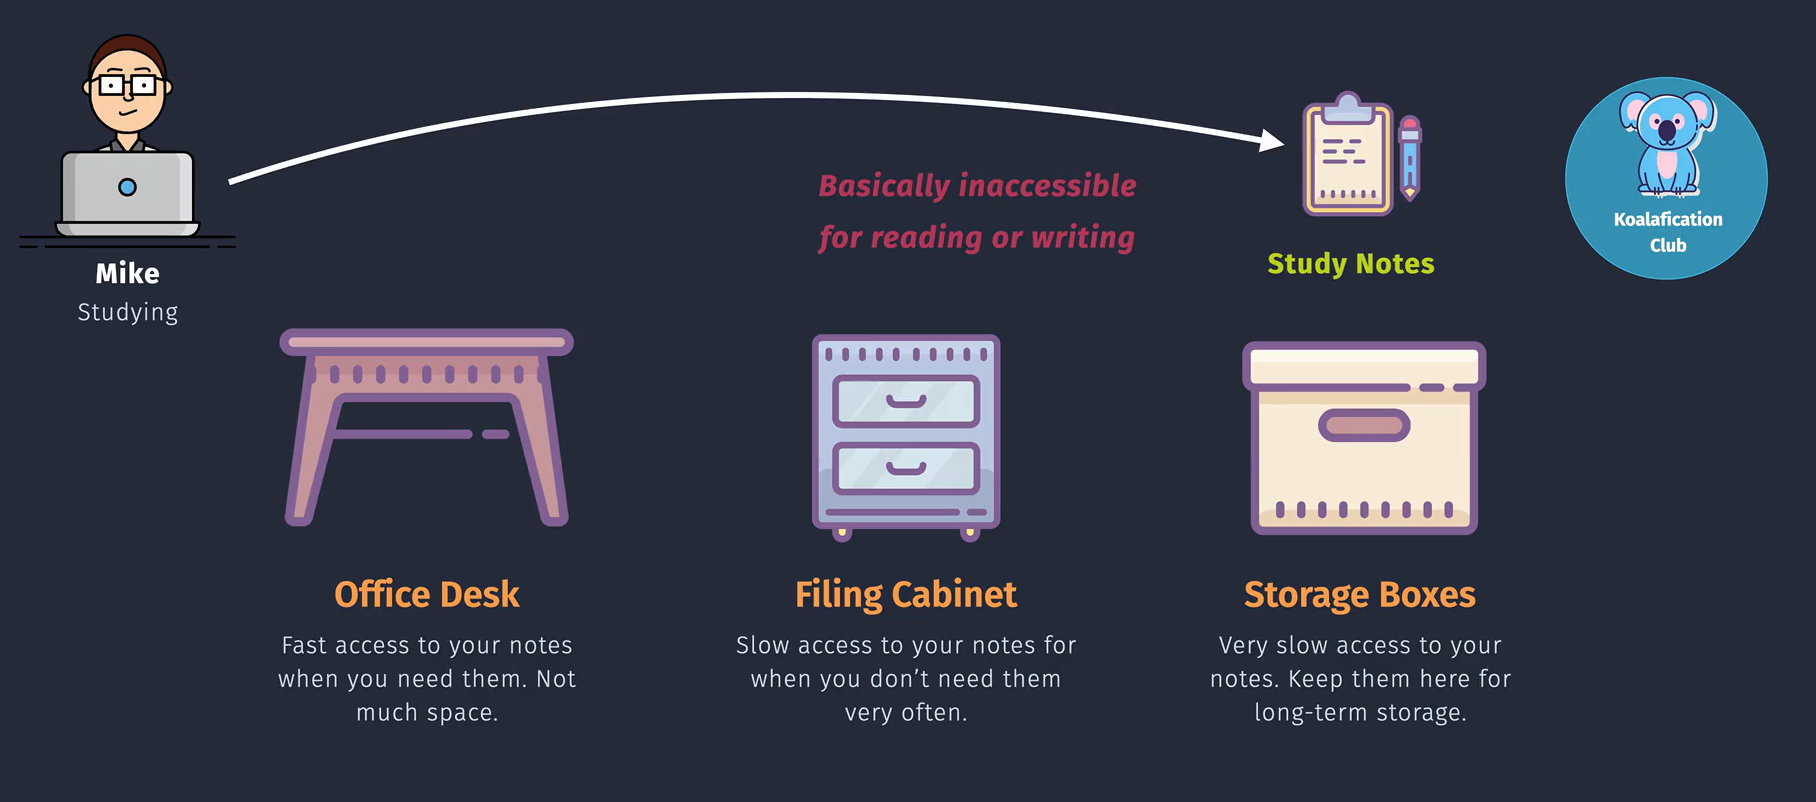 Basically inaccessible
for reading or writing
Koalafication
Club
Study Notes
Mike
Studying
Office Desk
Fast access to your notes
when you need them. Not
much space.
Filing Cabinet
Slow access to your notes for
when you don’t need them
very often.
Storage Boxes
Very slow access to your
notes. Keep them here for
long-term storage.